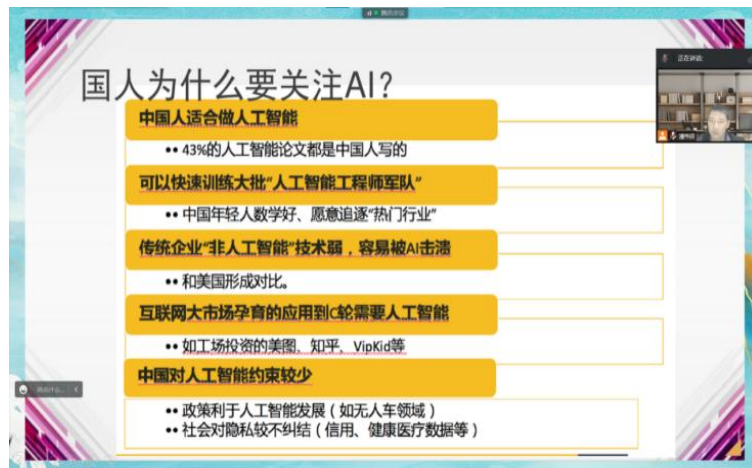 国人为什么要关注AI?
正在讲话:
中国人适合做人工智能
•• 43%的人工智能论文都是中国人写的
可以快速训练大批“人工智能工程师军队”
•• 中国年轻人数学好、愿意追逐“热门行业”
传统企业“非人工智能”技术弱，容易被AI击溃
•• 和美国形成对比。
互联网大市场孕育的应用到C轮需要人工智能
•• 如工场投资的美图、知乎、VipKid等
中国对人工智能约束较少
•• 政策利于人工智能发展（如无人车领域）
•• 社会对隐私较不纠结（信用、健康医疗数据等）